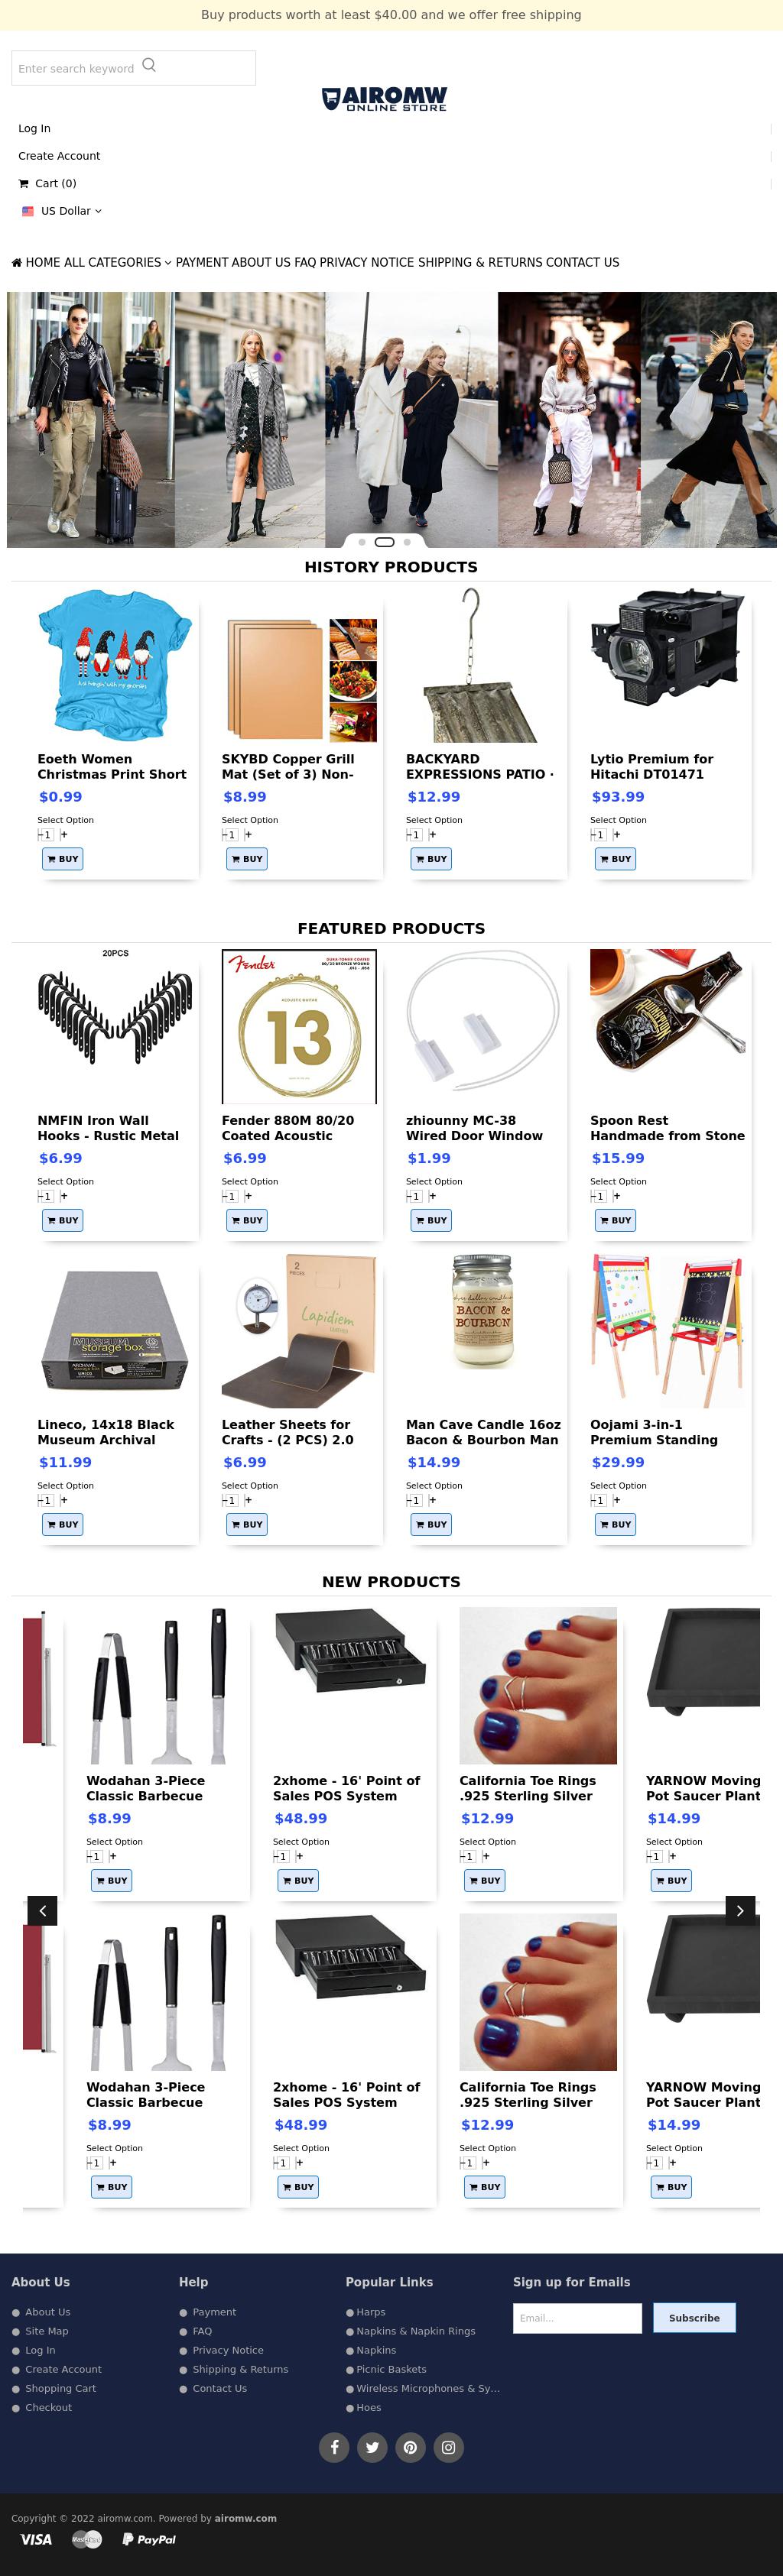 Buy products worth at least $40.00 and we offer free shipping
Enter search keyword
AIROMW
ONLINE STORE
Log In
Create Account
Cart (0)
US Dollar
HOME ALL CATEGORIES PAYMENT ABOUT US FAQ PRIVACY NOTICE SHIPPING & RETURNS CONTACT US
HISTORY PRODUCTS
Eoeth Women
Christmas Print Short
$0.99
Select Option
- 1 +
BUY
SKYBD Copper Grill
Mat (Set of 3) Non-
$8.99
Select Option
- 1 +
BUY
BACKYARD
EXPRESSIONS PATIO ·
$12.99
Select Option
- 1 +
BUY
Lytio Premium for
Hitachi DT01471
$93.99
Select Option
- 1 +
BUY
FEATURED PRODUCTS
20PCS
NMFIN Iron Wall
Hooks - Rustic Metal
$6.99
Select Option
- 1 +
BUY
Fender
ACOUSTIC GUITAR
13
Fender 880M 80/20
Coated Acoustic
$6.99
Select Option
- 1 +
BUY
zhiounny MC-38
Wired Door Window
$1.99
Select Option
- 1 +
BUY
Spoon Rest
Handmade from Stone
$15.99
Select Option
- 1 +
BUY
MUSEUM
storage box
Lineco, 14x18 Black
Museum Archival
$11.99
Select Option
- 1 +
BUY
2
PIECES
Lapidiem
Leather Sheets for
Crafts - (2 PCS) 2.0
$6.99
Select Option
- 1 +
BUY
BACON &
BOURBON
Man Cave Candle 16oz
Bacon & Bourbon Man
$14.99
Select Option
- 1 +
BUY
Oojami 3-in-1
Premium Standing
$29.99
Select Option
- 1 +
BUY
NEW PRODUCTS
Wodahan 3-Piece
Classic Barbecue
$8.99
Select Option
- 1 +
BUY
2xhome - 16' Point of
Sales POS System
$48.99
Select Option
- 1 +
BUY
California Toe Rings
.925 Sterling Silver
$12.99
Select Option
- 1 +
BUY
YARNOW Moving
Pot Saucer Plant
$14.99
Select Option
- 1 +
BUY
Wodahan 3-Piece
Classic Barbecue
$8.99
Select Option
- 1 +
BUY
2xhome - 16' Point of
Sales POS System
$48.99
Select Option
- 1 +
BUY
California Toe Rings
.925 Sterling Silver
$12.99
Select Option
- 1 +
BUY
YARNOW Moving
Pot Saucer Plant
$14.99
Select Option
- 1 +
BUY
About Us
About Us
Site Map
Log In
Create Account
Shopping Cart
Checkout
Help
Payment
FAQ
Privacy Notice
Shipping & Returns
Contact Us
Popular Links
Harps
Napkins & Napkin Rings
Napkins
Picnic Baskets
Wireless Microphones & Sy...
Hoes
Sign up for Emails
Email...
Subscribe
Copyright © 2022 airomw.com. Powered by airomw.com
VISA MasterCard PayPal